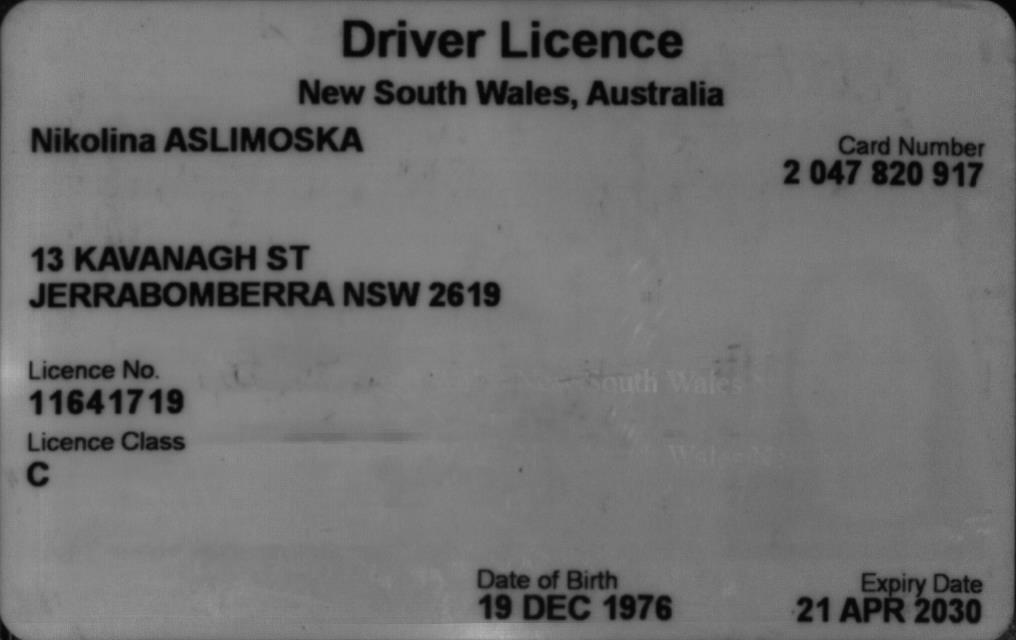 Driver Licence
New South Wales, Australia
Nikolina ASLIMOSKA
Card Number
2 047 820 917
13 KAVANAGH ST
JERRABOMBERRA NSW 2619
Licence No.
11641719
New South Wales
Licence Class
Wales
C
Date of Birth
19 DEC 1976
Expiry Date
21 APR 2030